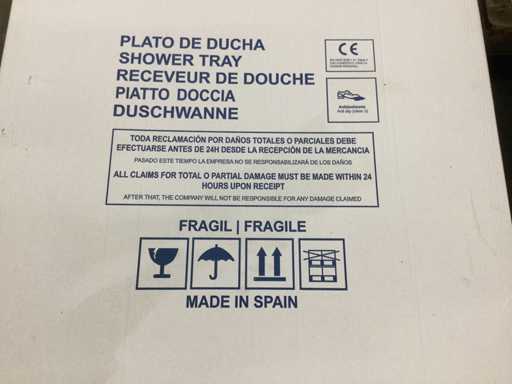 PLATO DE DUCHA
SHOWER TRAY
RECEVEUR DE DOUCHE
PIATTO DOCCIA
DUSCHWANNE
CE
Antideslizante
TODA RECLAMACIÓN POR DAÑOS TOTALES O PARCIALES DEBE
EFECTUARSE ANTES DE 24H DESDE LA RECEPCIÓN DE LA MERCANCIA
PASADO ESTE TIEMPO LA EMPRESA NO SE RESPONSABILIZARÁ DE LOS DAÑOS
ALL CLAIMS FOR TOTAL O PARTIAL DAMAGE MUST BE MADE WITHIN 24
HOURS UPON RECEIPT
AFTER THAT, THE COMPANY WILL NOT BE RESPONSIBLE FOR ANY DAMAGE CLAIMED
FRAGIL | FRAGILE
MADE IN SPAIN